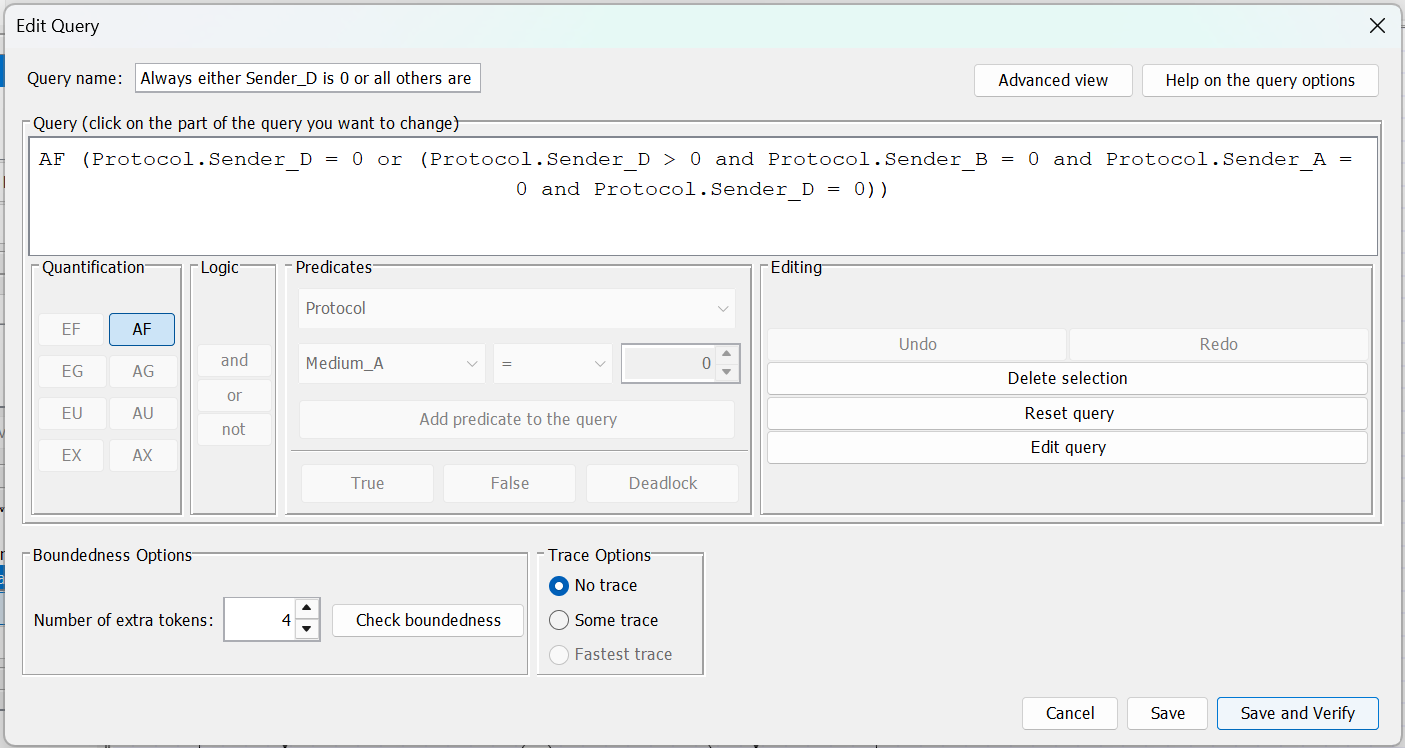 Edit Query
Query name: Always either Sender_D is 0 or all others are
Advanced view
Help on the query options
Query (click on the part of the query you want to change)
AF (Protocol.Sender_D = 0 or (Protocol.Sender_D > 0 and Protocol.Sender_B = 0 and Protocol.Sender_A =
0 and Protocol.Sender_D = 0))
Quantification
EF AF
EG AG
EU AU
EX AX
Logic
and
or
not
Predicates
Protocol
Medium_A = 0
Add predicate to the query
True False Deadlock
Editing
Undo Redo
Delete selection
Reset query
Edit query
Boundedness Options
Number of extra tokens: 4 Check boundedness
Trace Options
No trace
Some trace
Fastest trace
Cancel Save Save and Verify